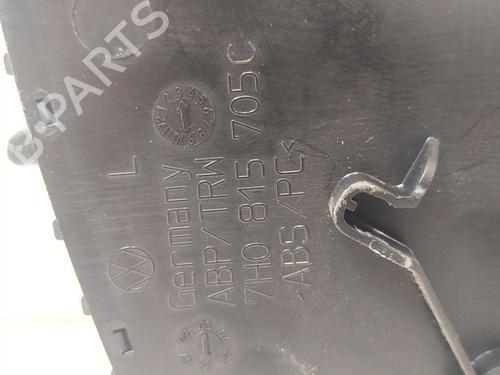 B-PARTS
L
Germany
ABP/TRW
7H0 815 705 C
>ABS/PC<